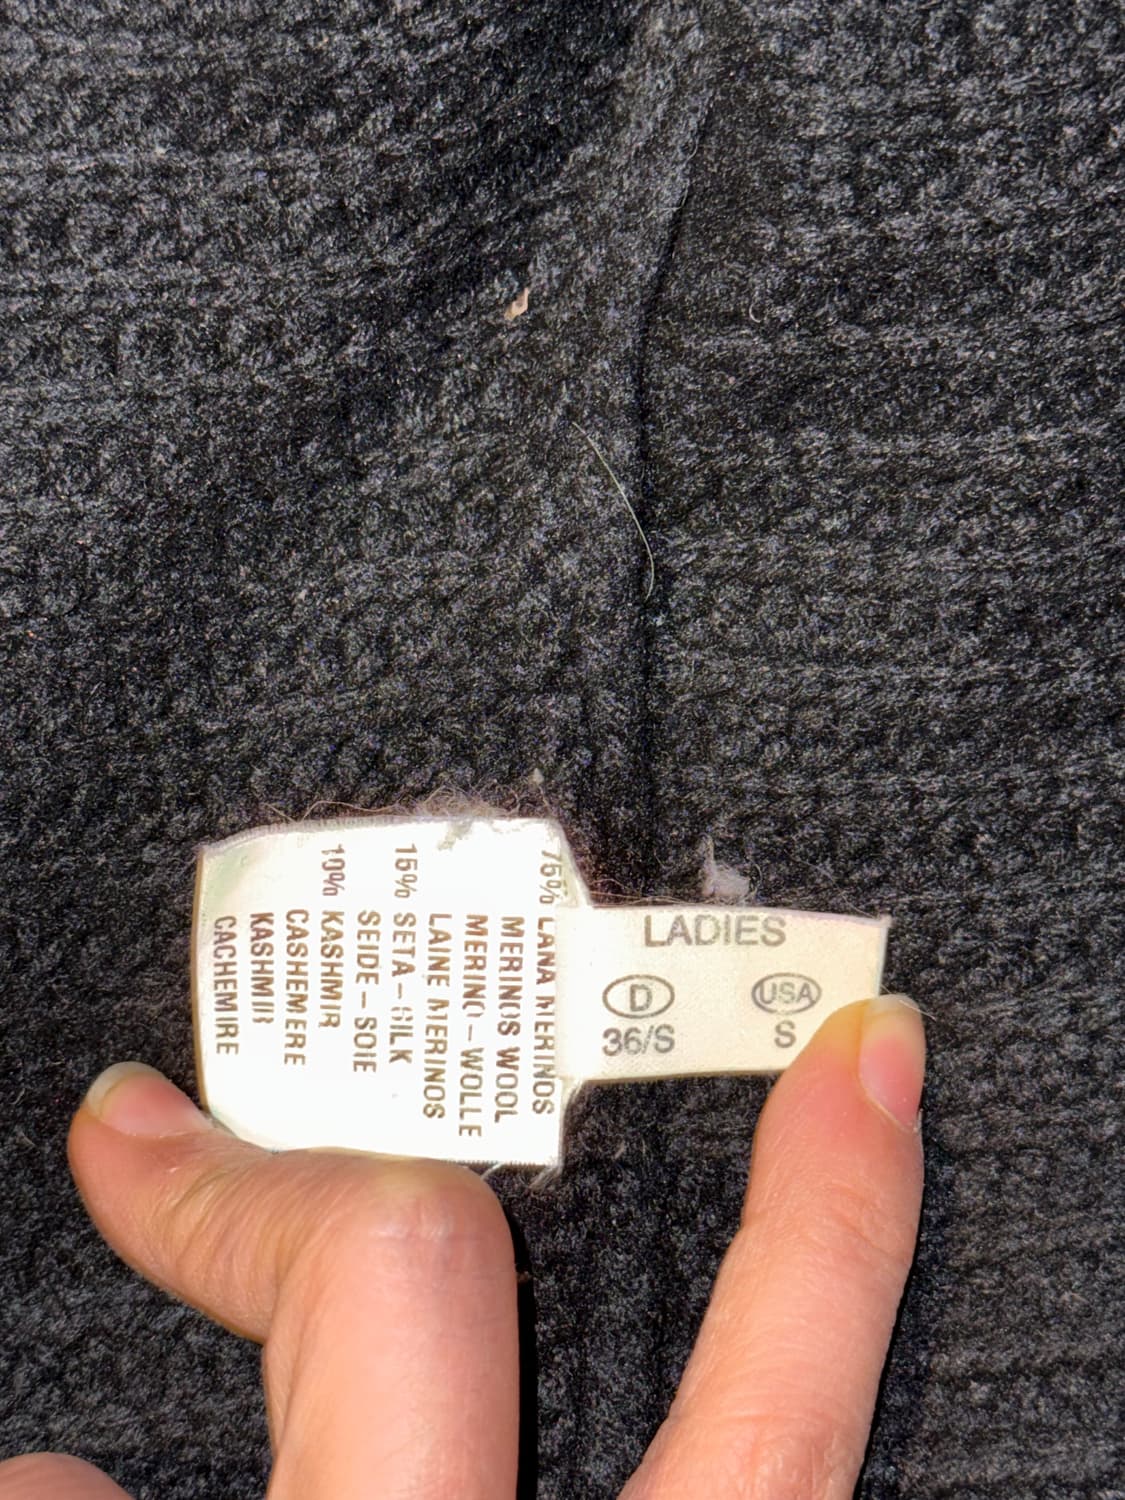 75% LANA MERINOS
MERINOS WOOL
MERINO-WOLLE
LAINE MERINOS
15% SETA-SILK
SEIDE-SOIE
10% KASHMIR
CASHEMERE
KASHMIR
CACHEMIRE
LADIES
D USA
36/S S